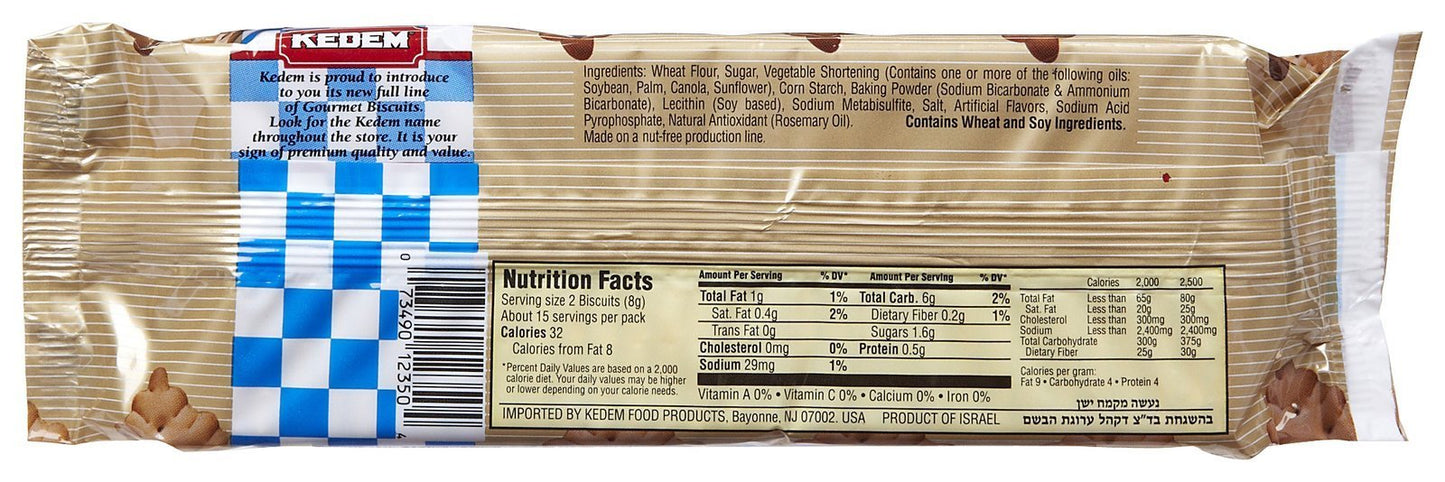 KEDEM
Kedem is proud to introduce
to you its new full line
of Gourmet Biscuits.
Look for the Kedem name
throughout the store. It is your
sign of premium quality and value.
Ingredients: Wheat Flour, Sugar, Vegetable Shortening (Contains one or more of the following oils:
Soybean, Palm, Canola, Sunflower), Corn Starch, Baking Powder (Sodium Bicarbonate & Ammonium
Bicarbonate), Lecithin (Soy based), Sodium Metabisulfite, Salt, Artificial Flavors, Sodium Acid
Pyrophosphate, Natural Antioxidant (Rosemary Oil). Contains Wheat and Soy Ingredients.
Made on a nut-free production line.
0 73490 12350 4
Nutrition Facts
Serving size 2 Biscuits (8g)
About 15 servings per pack
Calories 32
Calories from Fat 8
*Percent Daily Values are based on a 2,000
calorie diet. Your daily values may be higher
or lower depending on your calorie needs.
Amount Per Serving % DV* Amount Per Serving % DV*
Total Fat 1g 1% Total Carb. 6g 2%
Sat. Fat 0.4g 2% Dietary Fiber 0.2g 1%
Trans Fat 0g Sugars 1.6g
Cholesterol 0mg 0% Protein 0.5g
Sodium 29mg 1%
Vitamin A 0% • Vitamin C 0% • Calcium 0% • Iron 0%
Calories 2,000 2,500
Total Fat Less than 65g 80g
Sat. Fat Less than 20g 25g
Cholesterol Less than 300mg 300mg
Sodium Less than 2,400mg 2,400mg
Total Carbohydrate 300g 375g
Dietary Fiber 25g 30g
Calories per gram:
Fat 9 • Carbohydrate 4 • Protein 4
נעשה מקמח ישן
IMPORTED BY KEDEM FOOD PRODUCTS, Bayonne, NJ 07002. USA PRODUCT OF ISRAEL
בהשגחת בד"צ דקהל ערוגת הבשם